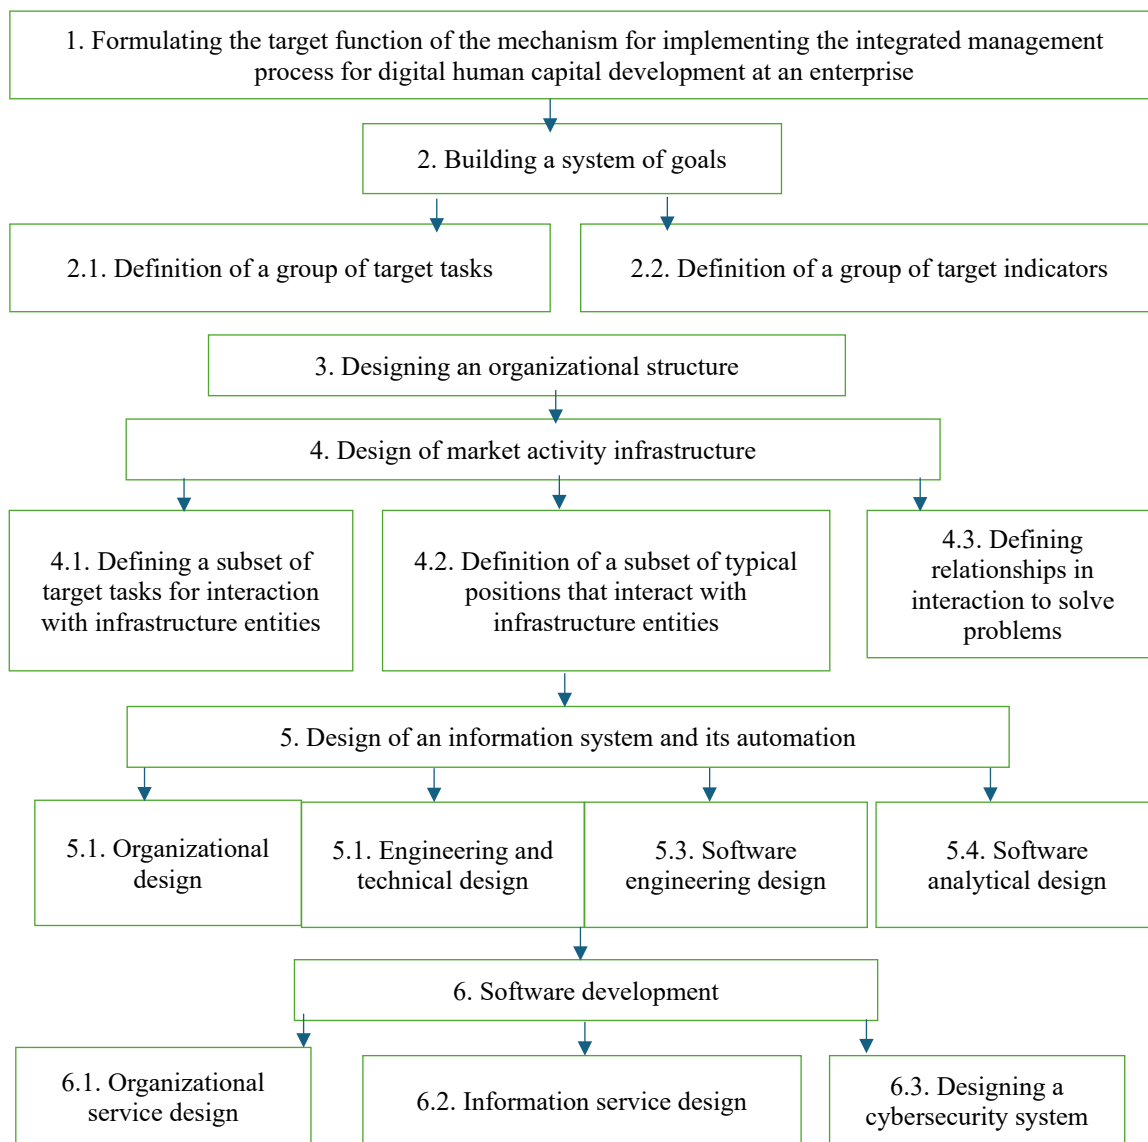 1. Formulating the target function of the mechanism for implementing the integrated management
process for digital human capital development at an enterprise
2. Building a system of goals
2.1. Definition of a group of target tasks
2.2. Definition of a group of target indicators
3. Designing an organizational structure
4. Design of market activity infrastructure
4.1. Defining a subset of
target tasks for interaction
with infrastructure entities
4.2. Definition of a subset of typical
positions that interact with
infrastructure entities
4.3. Defining
relationships in
interaction to solve
problems
5. Design of an information system and its automation
5.1. Organizational
design
5.1. Engineering and
technical design
5.3. Software
engineering design
5.4. Software
analytical design
6. Software development
6.1. Organizational
service design
6.2. Information service design
6.3. Designing a
cybersecurity system